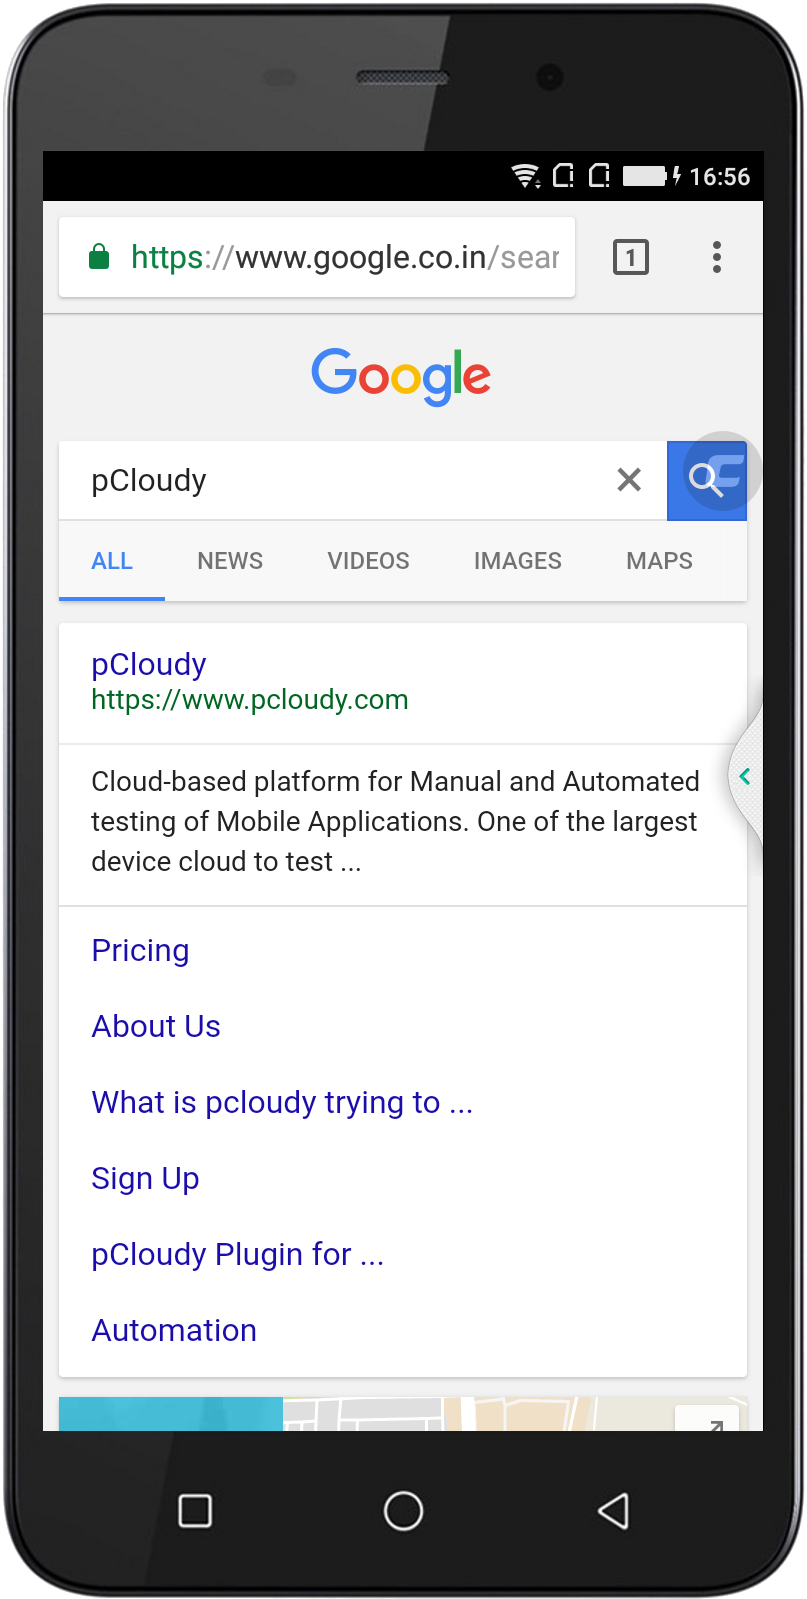 16:56
https://www.google.co.in/sear
1
Google
pCloudy
ALL NEWS VIDEOS IMAGES MAPS
pCloudy
https://www.pcloudy.com
Cloud-based platform for Manual and Automated
testing of Mobile Applications. One of the largest
device cloud to test ...
Pricing
About Us
What is pcloudy trying to ...
Sign Up
pCloudy Plugin for ...
Automation